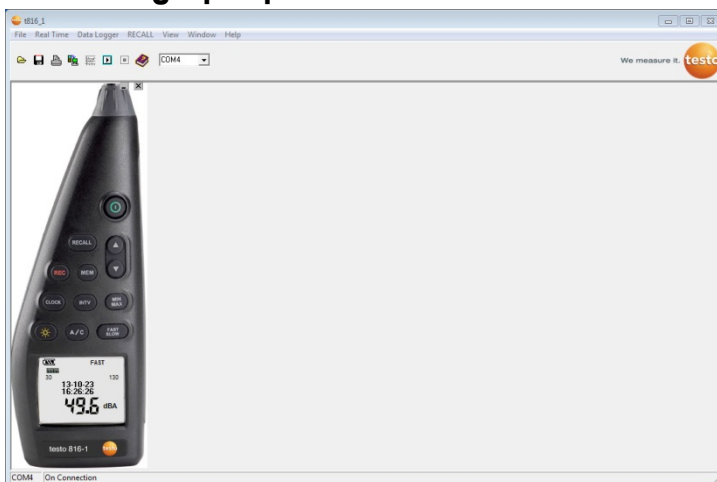 t816_1
File Real Time Data Logger RECALL View Window Help
COM4
We measure it. testo
RECALL
REC MEM
CLOCK INTV MIN MAX
A/C FAST SLOW
FAST
30 130
13-10-23
16:26:26
49.6 dBA
testo 816-1
COM4 On Connection